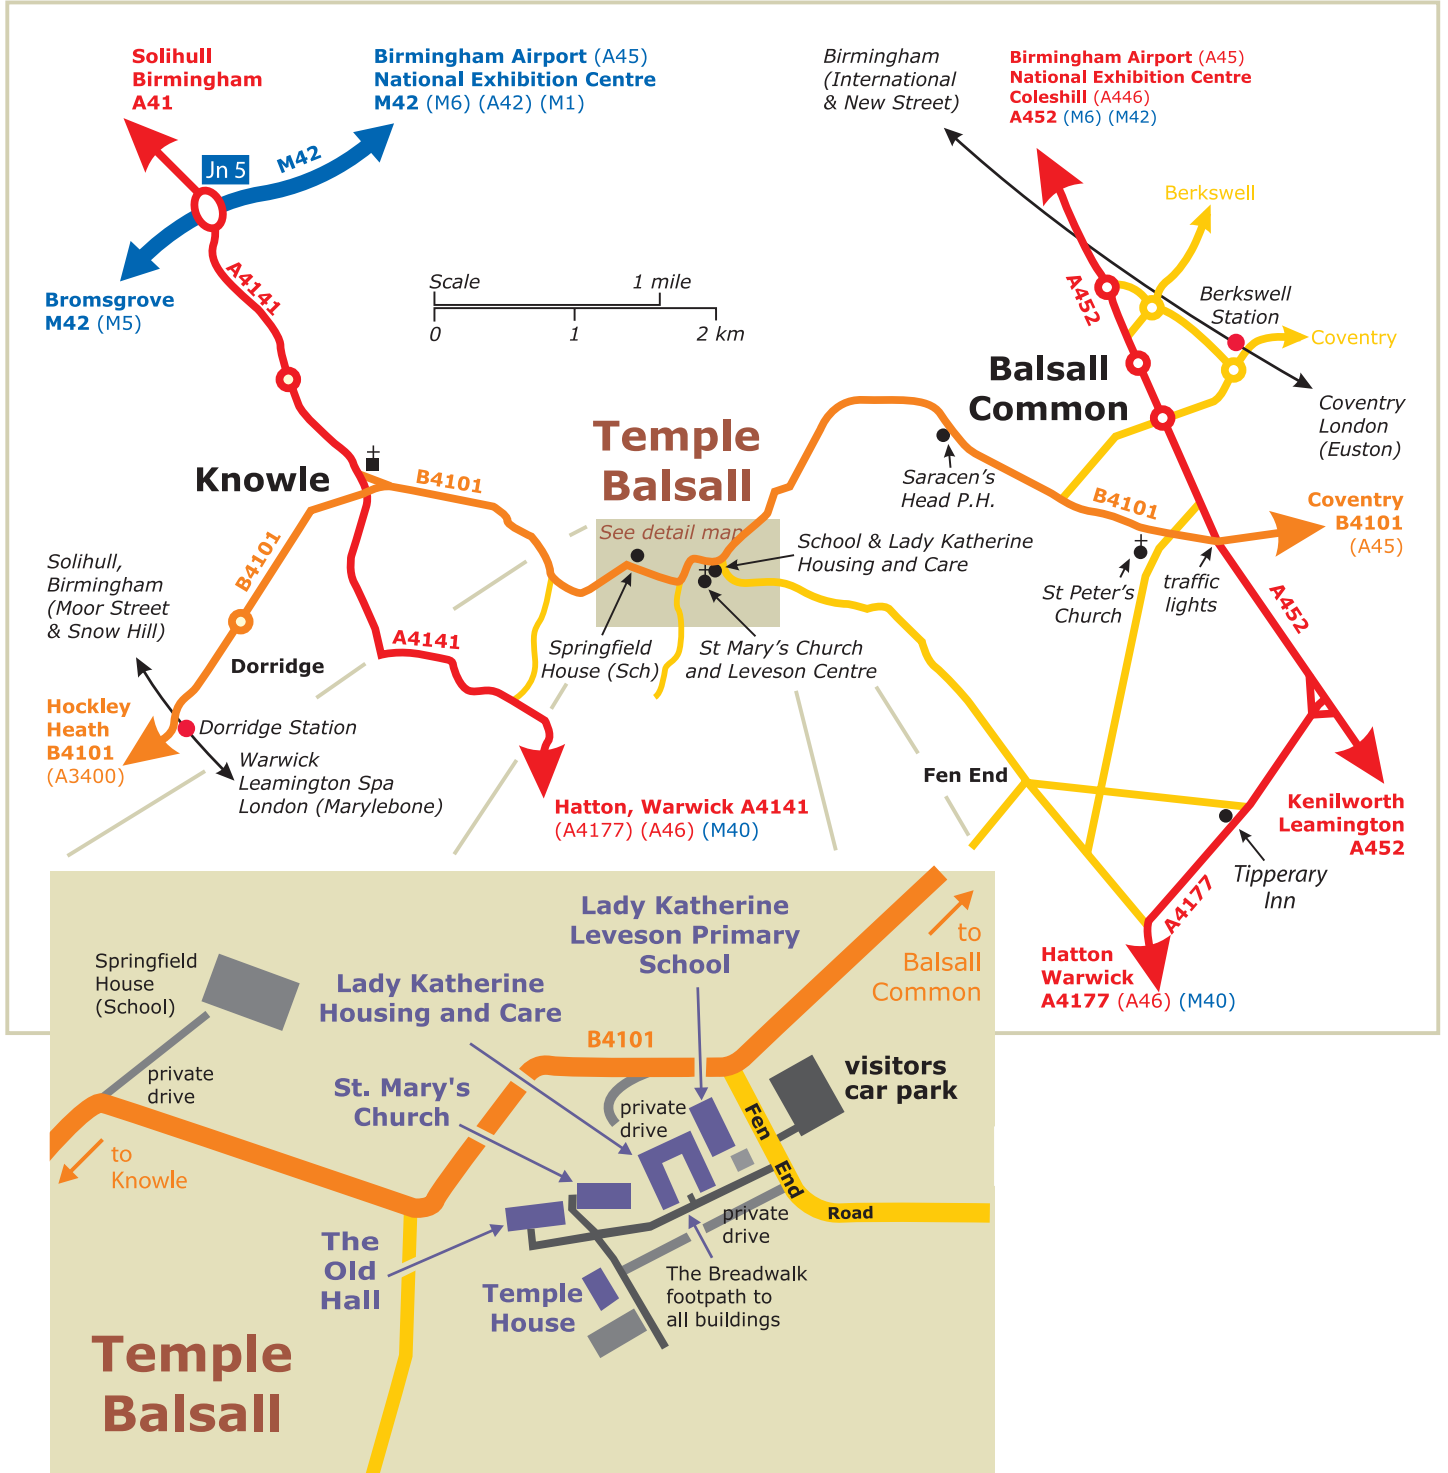 Solihull
Birmingham
A41
Birmingham Airport (A45)
National Exhibition Centre
M42 (M6) (A42) (M1)
Birmingham
(International
& New Street)
Birmingham Airport (A45)
National Exhibition Centre
Coleshill (A446)
A452 (M6) (M42)
Jn 5
M42
Berkswell
A4141
Bromsgrove
M42 (M5)
Scale
1 mile
0
1
2 km
A452
Berkswell
Station
Coventry
Balsall
Common
Coventry
London
(Euston)
Temple
Balsall
Knowle
B4101
Saracen's
Head P.H.
B4101
Coventry
B4101
(A45)
See detail map
School & Lady Katherine
Housing and Care
B4101
Solihull,
Birmingham
(Moor Street
& Snow Hill)
St Peter's
Church
traffic
lights
A452
A4141
Springfield
House (Sch)
St Mary's Church
and Leveson Centre
Dorridge
Hockley
Heath
B4101
(A3400)
Dorridge Station
Warwick
Leamington Spa
London (Marylebone)
Hatton, Warwick A4141
(A4177) (A46) (M40)
Fen End
Kenilworth
Leamington
A452
Tipperary
Inn
A4177
Hatton
Warwick
A4177 (A46) (M40)
Lady Katherine
Leveson Primary
School
to
Balsall
Common
Springfield
House
(School)
Lady Katherine
Housing and Care
B4101
visitors
car park
private
drive
St. Mary's
Church
private
drive
Fen
End
Road
to
Knowle
private
drive
The
Old
Hall
Temple
House
The Breadwalk
footpath to
all buildings
Temple
Balsall